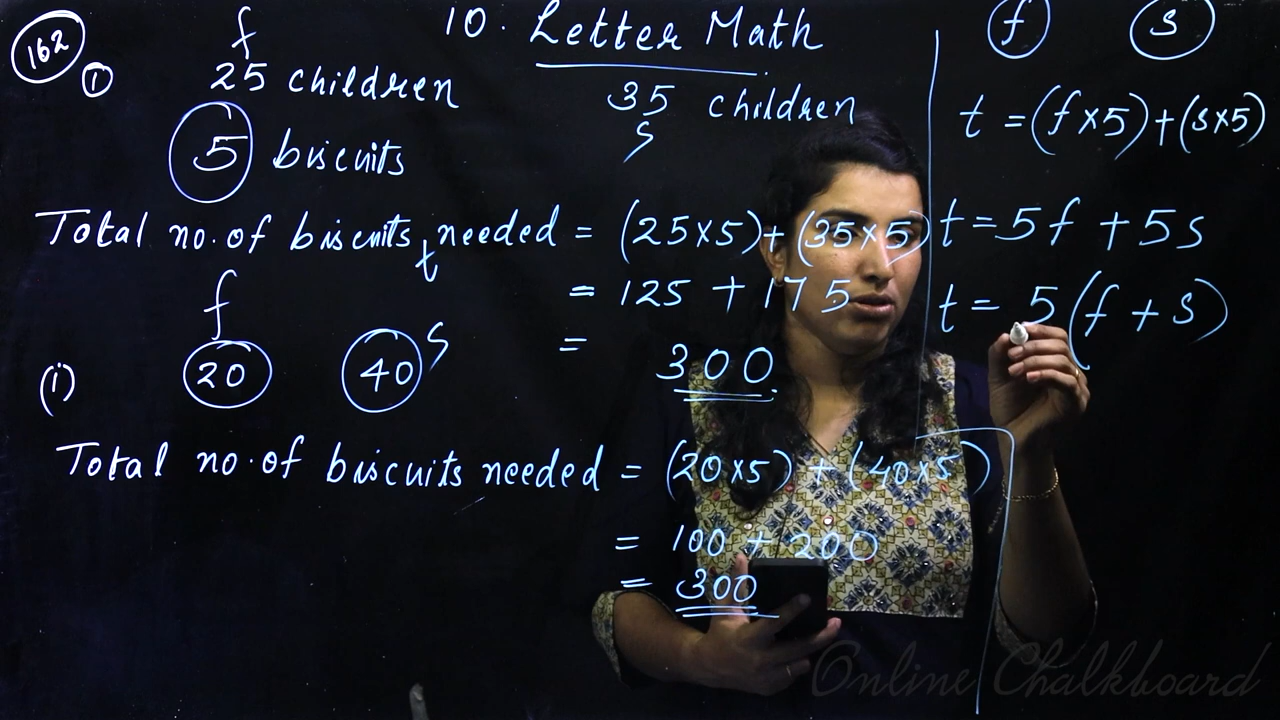 162
10. Letter Math
f
① 25 children
35 children
s
5 biscuits
Total no. of biscuits needed = (25×5)+(35×5)
t
= 125 + 175
= 300
f
(i) 20 40 s
Total no. of biscuits needed = (20×5) + (40×5)
= 100 + 200
= 300
f s
t = (f×5)+(s×5)
t = 5f + 5s
t = 5(f + s)
Online Chalkboard